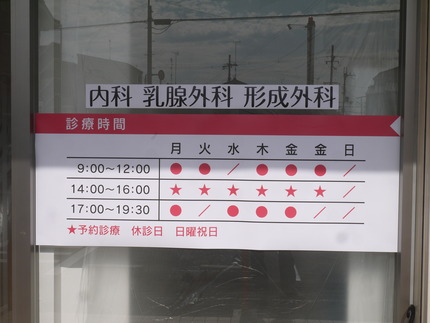 内科 乳腺外科 形成外科
診療時間
月 火 水 木 金 金 日
9:00〜12:00 ● ● ／ ● ● ● ／
14:00〜16:00 ★ ★ ★ ★ ★ ★ ／
17:00〜19:30 ● ／ ● ● ● ／ ／
★予約診療 休診日 日曜祝日